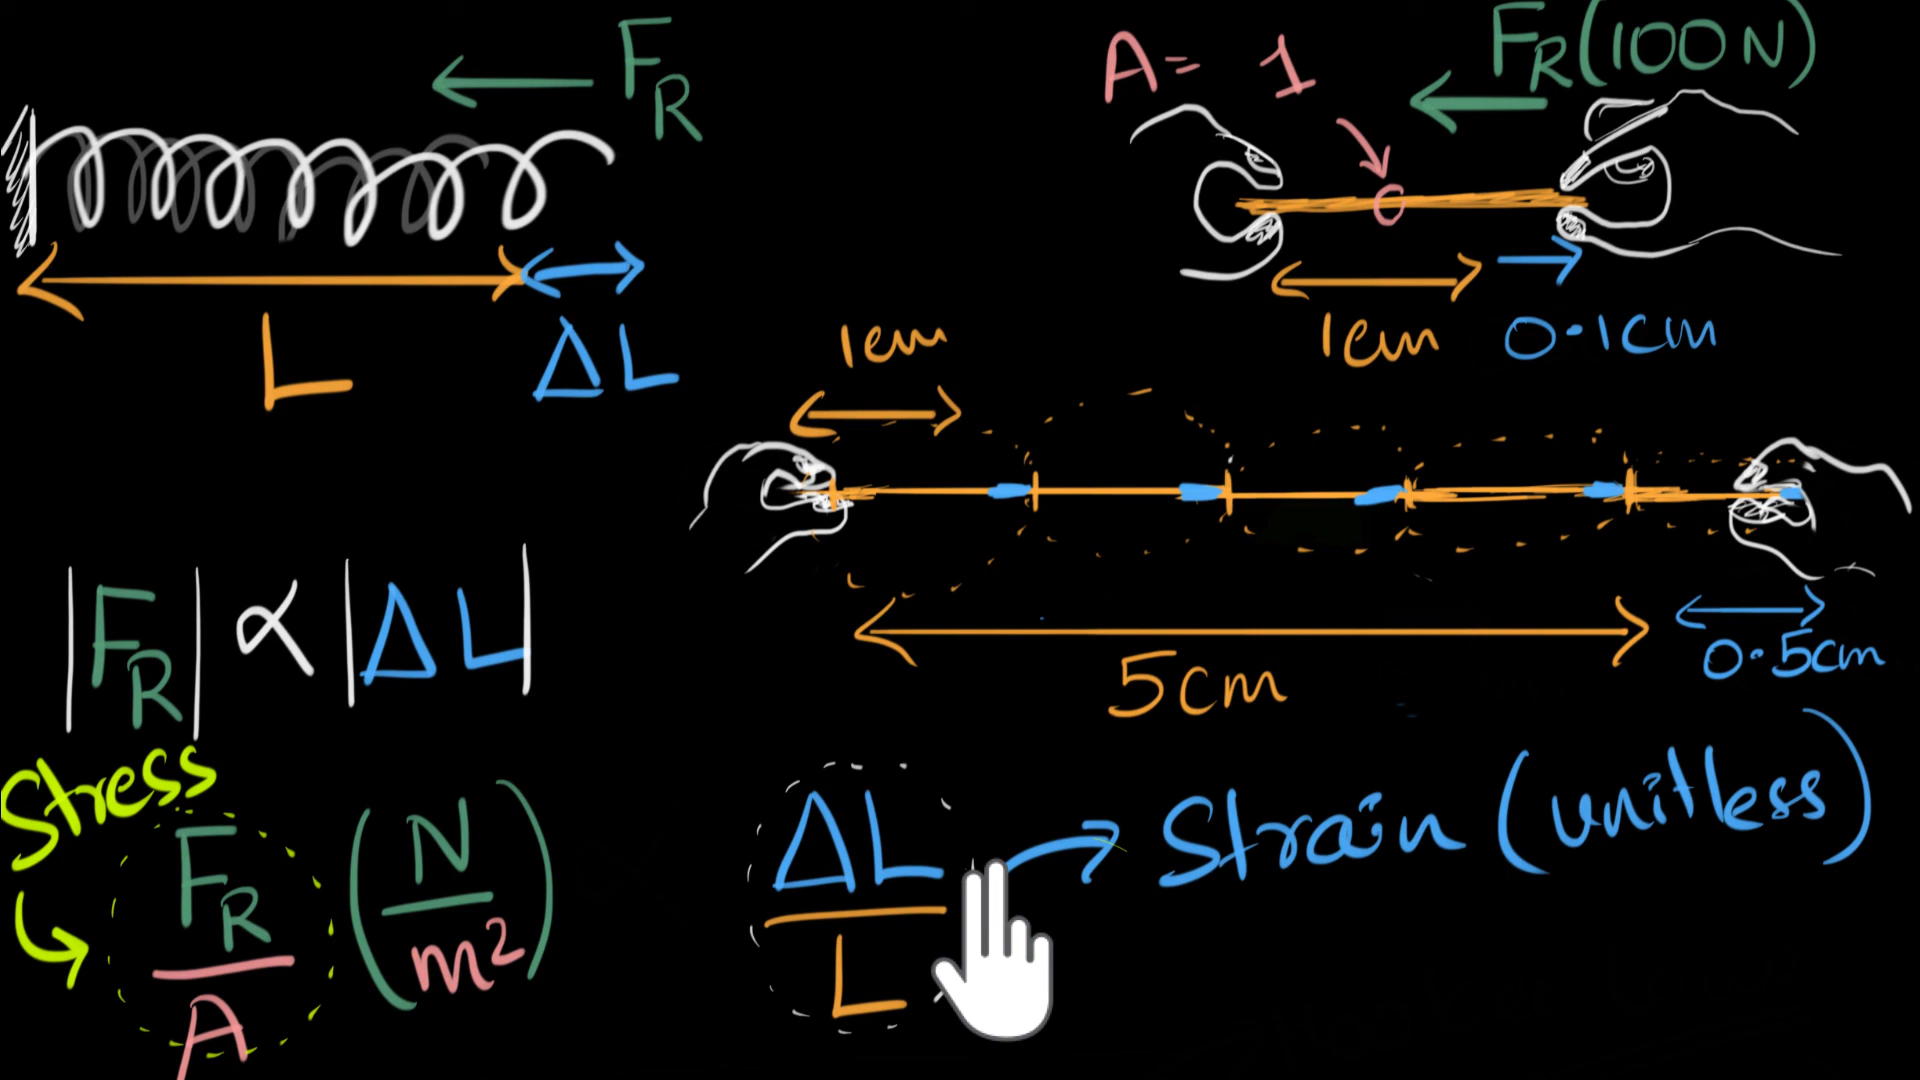 F_R
L
ΔL
A = 1
F_R (100 N)
1cm
0.1cm
1cm
5cm
0.5cm
|F_R| ∝ |ΔL|
Stress
F_R/A (N/m²)
ΔL/L
Strain (unitless)